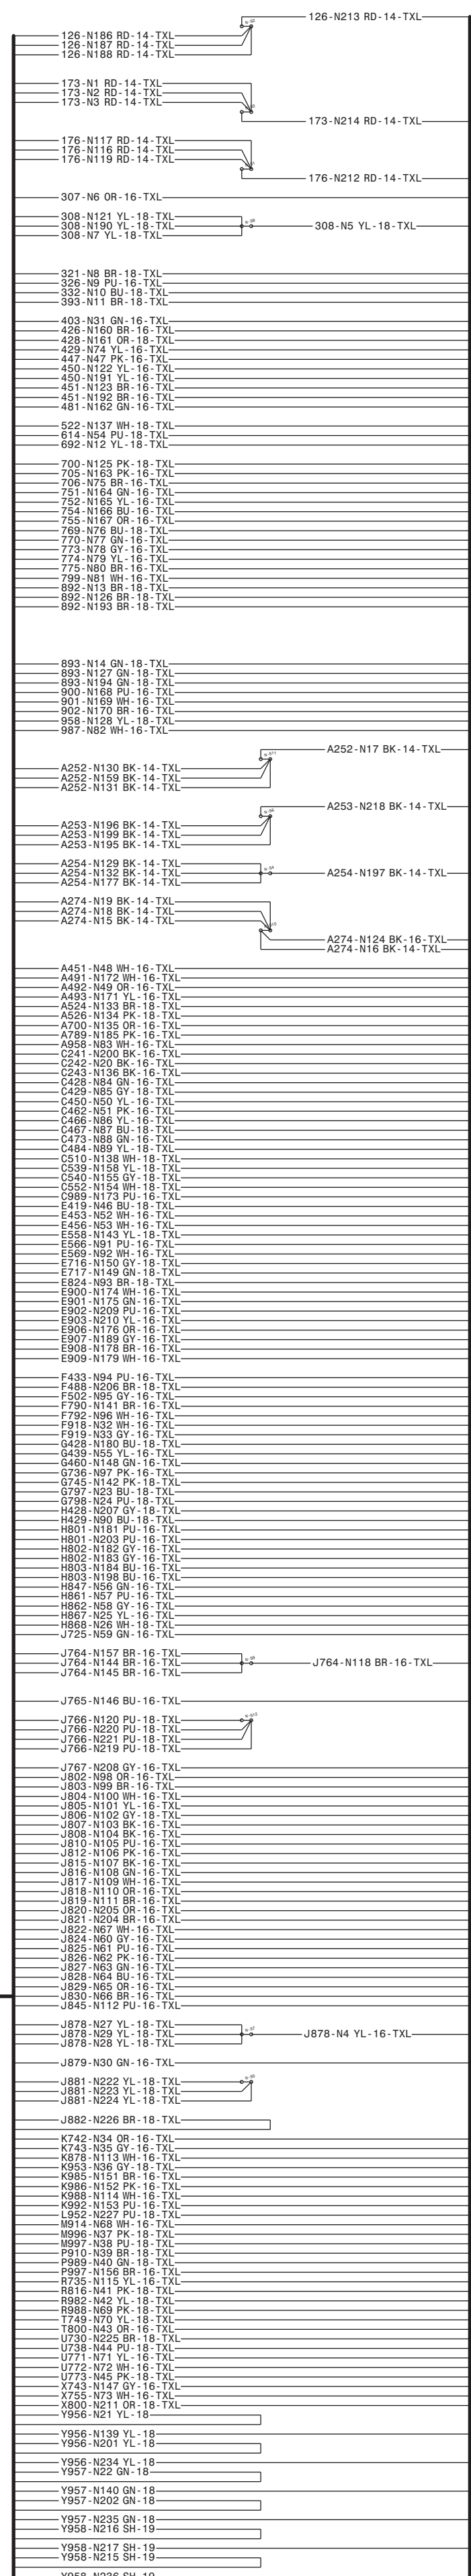 126-N213 RD-14-TXL
126-N186 RD-14-TXL
126-N187 RD-14-TXL
126-N188 RD-14-TXL
173-N1 RD-14-TXL
173-N2 RD-14-TXL
173-N3 RD-14-TXL
173-N214 RD-14-TXL
176-N117 RD-14-TXL
176-N116 RD-14-TXL
176-N119 RD-14-TXL
176-N212 RD-14-TXL
307-N6 OR-16-TXL
308-N121 YL-18-TXL
308-N190 YL-18-TXL 308-N5 YL-18-TXL
308-N7 YL-18-TXL
321-N8 BR-18-TXL
326-N9 PU-16-TXL
332-N10 BU-18-TXL
393-N11 BR-18-TXL
403-N31 GN-16-TXL
426-N160 BR-16-TXL
428-N161 OR-18-TXL
429-N74 YL-16-TXL
447-N47 PK-16-TXL
450-N122 YL-16-TXL
450-N191 YL-16-TXL
451-N123 BR-16-TXL
451-N192 BR-16-TXL
481-N162 GN-16-TXL
522-N137 WH-18-TXL
614-N54 PU-18-TXL
692-N12 YL-18-TXL
700-N125 PK-18-TXL
705-N163 PK-16-TXL
706-N75 BR-16-TXL
751-N164 GN-16-TXL
752-N165 YL-16-TXL
754-N166 BU-16-TXL
755-N167 OR-16-TXL
769-N76 BU-18-TXL
770-N77 GN-16-TXL
773-N78 GY-16-TXL
774-N79 YL-16-TXL
775-N80 BR-16-TXL
799-N81 WH-16-TXL
892-N13 BR-18-TXL
892-N126 BR-18-TXL
892-N193 BR-18-TXL
893-N14 GN-18-TXL
893-N127 GN-18-TXL
893-N194 GN-18-TXL
900-N168 PU-16-TXL
901-N169 WH-16-TXL
902-N170 BR-16-TXL
958-N128 YL-18-TXL
987-N82 WH-16-TXL
A252-N17 BK-14-TXL
A252-N130 BK-14-TXL
A252-N159 BK-14-TXL
A252-N131 BK-14-TXL
A253-N218 BK-14-TXL
A253-N196 BK-14-TXL
A253-N199 BK-14-TXL
A253-N195 BK-14-TXL
A254-N129 BK-14-TXL
A254-N132 BK-14-TXL A254-N197 BK-14-TXL
A254-N177 BK-14-TXL
A274-N19 BK-14-TXL
A274-N18 BK-14-TXL
A274-N15 BK-14-TXL
A274-N124 BK-16-TXL
A274-N16 BK-14-TXL
A451-N48 WH-16-TXL
A491-N172 WH-16-TXL
A492-N49 OR-16-TXL
A493-N171 YL-16-TXL
A524-N133 BR-18-TXL
A526-N134 PK-18-TXL
A700-N135 OR-16-TXL
A789-N185 PK-16-TXL
A958-N83 WH-16-TXL
C241-N200 BK-16-TXL
C242-N20 BK-16-TXL
C243-N136 BK-16-TXL
C428-N84 GN-16-TXL
C429-N85 GY-18-TXL
C450-N50 YL-16-TXL
C462-N51 PK-16-TXL
C466-N86 YL-16-TXL
C467-N87 BU-18-TXL
C473-N88 GN-16-TXL
C484-N89 YL-18-TXL
C510-N138 WH-18-TXL
C539-N158 YL-18-TXL
C540-N155 GY-18-TXL
C552-N154 WH-18-TXL
C989-N173 PU-16-TXL
E419-N46 BU-18-TXL
E453-N52 WH-16-TXL
E456-N53 WH-16-TXL
E558-N143 YL-18-TXL
E566-N91 PU-16-TXL
E569-N92 WH-16-TXL
E716-N150 GY-18-TXL
E717-N149 GN-18-TXL
E824-N93 BR-18-TXL
E900-N174 WH-16-TXL
E901-N175 GN-16-TXL
E902-N209 PU-16-TXL
E903-N210 YL-16-TXL
E906-N176 OR-16-TXL
E907-N189 GY-16-TXL
E908-N178 BR-16-TXL
E909-N179 WH-16-TXL
F433-N94 PU-16-TXL
F488-N206 BR-18-TXL
F502-N95 GY-16-TXL
F790-N141 BR-16-TXL
F792-N96 WH-16-TXL
F918-N32 WH-16-TXL
F919-N33 GY-16-TXL
G428-N180 BU-18-TXL
G439-N55 YL-16-TXL
G460-N148 GN-16-TXL
G736-N97 PK-16-TXL
G745-N142 PK-18-TXL
G797-N23 BU-18-TXL
G798-N24 PU-18-TXL
H428-N207 GY-18-TXL
H429-N90 BU-18-TXL
H801-N181 PU-16-TXL
H801-N203 PU-16-TXL
H802-N182 GY-16-TXL
H802-N183 GY-16-TXL
H803-N184 BU-16-TXL
H803-N198 BU-16-TXL
H847-N56 GN-16-TXL
H861-N57 PU-16-TXL
H862-N58 GY-16-TXL
H867-N25 YL-16-TXL
H868-N26 WH-18-TXL
J725-N59 GN-16-TXL
J764-N157 BR-16-TXL
J764-N144 BR-16-TXL J764-N118 BR-16-TXL
J764-N145 BR-16-TXL
J765-N146 BU-16-TXL
J766-N120 PU-18-TXL
J766-N220 PU-18-TXL
J766-N221 PU-18-TXL
J766-N219 PU-18-TXL
J767-N208 GY-16-TXL
J802-N98 OR-16-TXL
J803-N99 BR-16-TXL
J804-N100 WH-16-TXL
J805-N101 YL-16-TXL
J806-N102 GY-18-TXL
J807-N103 BK-16-TXL
J808-N104 BK-16-TXL
J810-N105 PU-16-TXL
J812-N106 PK-16-TXL
J815-N107 BK-16-TXL
J816-N108 GN-16-TXL
J817-N109 WH-16-TXL
J818-N110 OR-16-TXL
J819-N111 BR-16-TXL
J820-N205 OR-16-TXL
J821-N204 BR-16-TXL
J822-N67 WH-16-TXL
J824-N60 GY-16-TXL
J825-N61 PU-16-TXL
J826-N62 PK-16-TXL
J827-N63 GN-16-TXL
J828-N64 BU-16-TXL
J829-N65 OR-16-TXL
J830-N66 BR-16-TXL
J845-N112 PU-16-TXL
J878-N27 YL-16-TXL
J878-N29 YL-16-TXL J878-N4 YL-16-TXL
J878-N28 YL-16-TXL
J879-N30 GN-16-TXL
J881-N222 YL-18-TXL
J881-N223 YL-18-TXL
J881-N224 YL-18-TXL
J882-N226 BR-18-TXL
K742-N34 OR-16-TXL
K743-N35 GY-16-TXL
K878-N113 WH-16-TXL
K953-N36 GY-18-TXL
K985-N151 BR-16-TXL
K986-N152 PK-16-TXL
K988-N114 WH-16-TXL
K992-N153 PU-16-TXL
L952-N227 PU-18-TXL
M914-N68 WH-16-TXL
M996-N37 PK-18-TXL
M997-N38 PU-18-TXL
P910-N39 BR-18-TXL
P989-N40 GN-18-TXL
P997-N156 BR-16-TXL
R735-N115 YL-16-TXL
R816-N41 PK-18-TXL
R982-N42 YL-18-TXL
R988-N69 PK-18-TXL
T749-N70 YL-18-TXL
T800-N43 OR-16-TXL
U730-N225 BR-18-TXL
U738-N44 PU-18-TXL
U771-N71 YL-16-TXL
U772-N72 WH-16-TXL
U773-N45 PK-18-TXL
X743-N147 GY-16-TXL
X755-N73 WH-16-TXL
X800-N211 OR-18-TXL
Y956-N21 YL-18
Y956-N139 YL-18
Y956-N201 YL-18
Y956-N234 YL-18
Y957-N22 GN-18
Y957-N140 GN-18
Y957-N202 GN-18
Y957-N235 GN-18
Y958-N216 SH-19
Y958-N217 SH-19
Y958-N215 SH-19
Y958-N236 SH-19